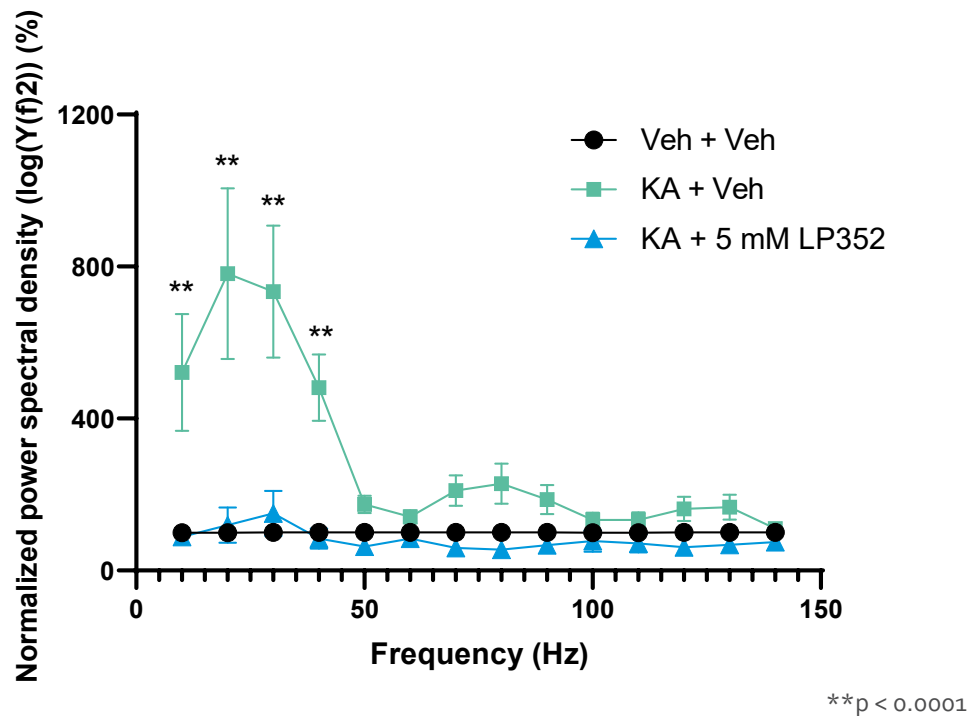 Normalized power spectral density (log(Y(f)2)) (%)
1200
800
400
0
**
**
**
**
Veh + Veh
KA + Veh
KA + 5 mM LP352
0
50
100
150
Frequency (Hz)
**p < 0.0001